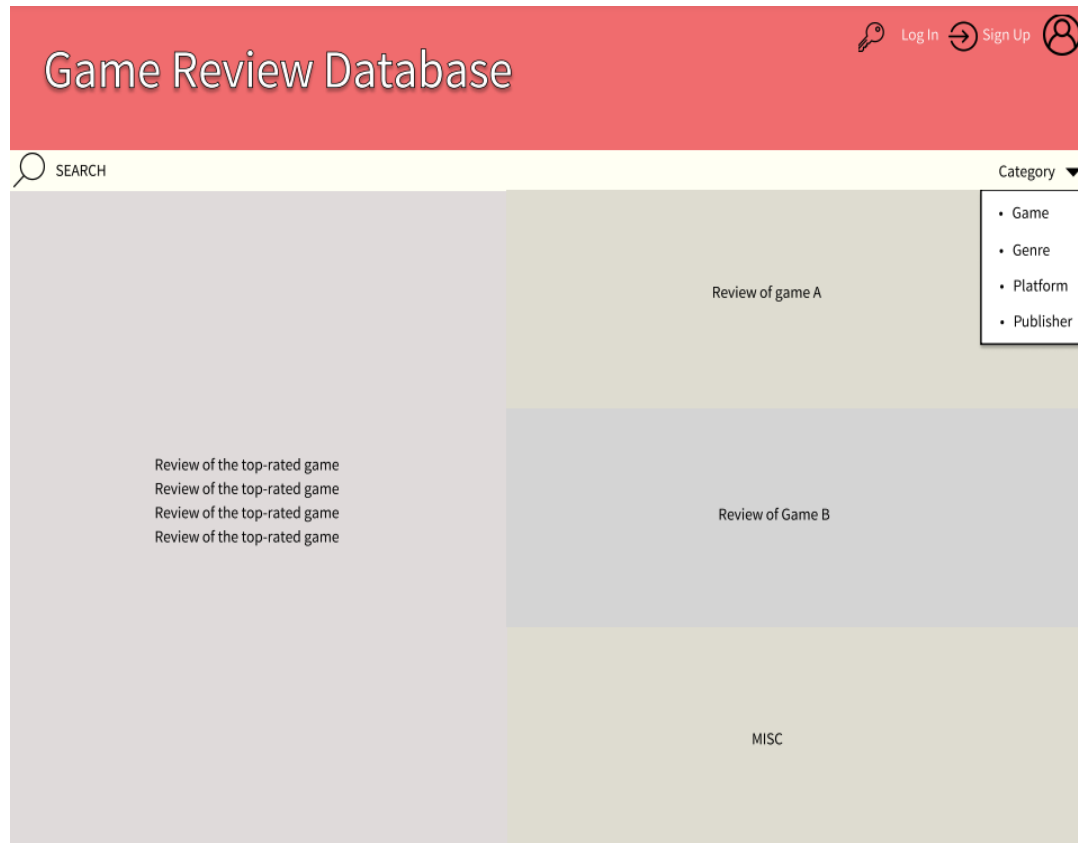 Game Review Database
Log In
Sign Up
SEARCH
Category
• Game
• Genre
• Platform
• Publisher
Review of the top-rated game
Review of the top-rated game
Review of the top-rated game
Review of the top-rated game
Review of game A
Review of Game B
MISC